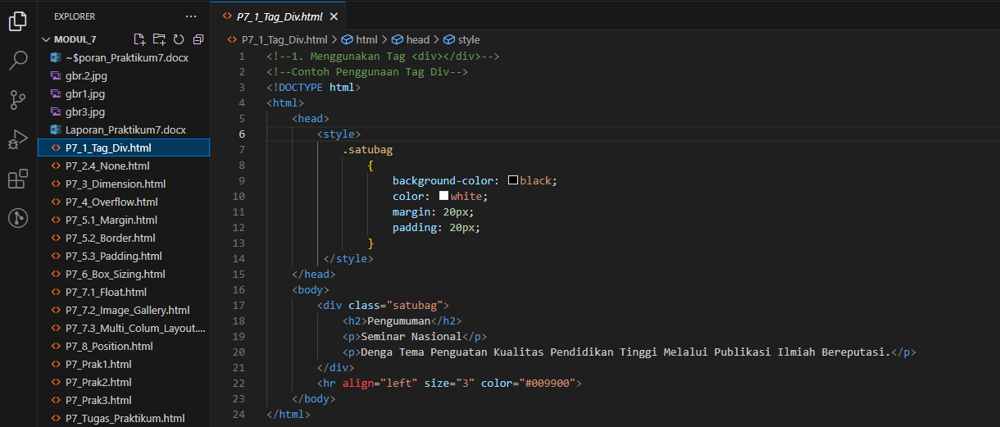 EXPLORER
MODUL_7
~$poran_Praktikum7.docx
gbr.2.jpg
gbr1.jpg
gbr3.jpg
Laporan_Praktikum7.docx
P7_1_Tag_Div.html
P7_2.4_None.html
P7_3_Dimension.html
P7_4_Overflow.html
P7_5.1_Margin.html
P7_5.2_Border.html
P7_5.3_Padding.html
P7_6_Box_Sizing.html
P7_7.1_Float.html
P7_7.2_Image_Gallery.html
P7_7.3_Multi_Colum_Layout....
P7_8_Position.html
P7_Prak1.html
P7_Prak2.html
P7_Prak3.html
P7_Tugas_Praktikum.html
P7_1_Tag_Div.html
P7_1_Tag_Div.html > html > head > style
1 <!--1. Menggunakan Tag <div></div>-->
2 <!--Contoh Penggunaan Tag Div-->
3 <!DOCTYPE html>
4 <html>
5 <head>
6 <style>
7 .satubag
8 {
9 background-color: black;
10 color: white;
11 margin: 20px;
12 padding: 20px;
13 }
14 </style>
15 </head>
16 <body>
17 <div class="satubag">
18 <h2>Pengumuman</h2>
19 <p>Seminar Nasional</p>
20 <p>Denga Tema Penguatan Kualitas Pendidikan Tinggi Melalui Publikasi Ilmiah Bereputasi.</p>
21 </div>
22 <hr align="left" size="3" color="#009900">
23 </body>
24 </html>